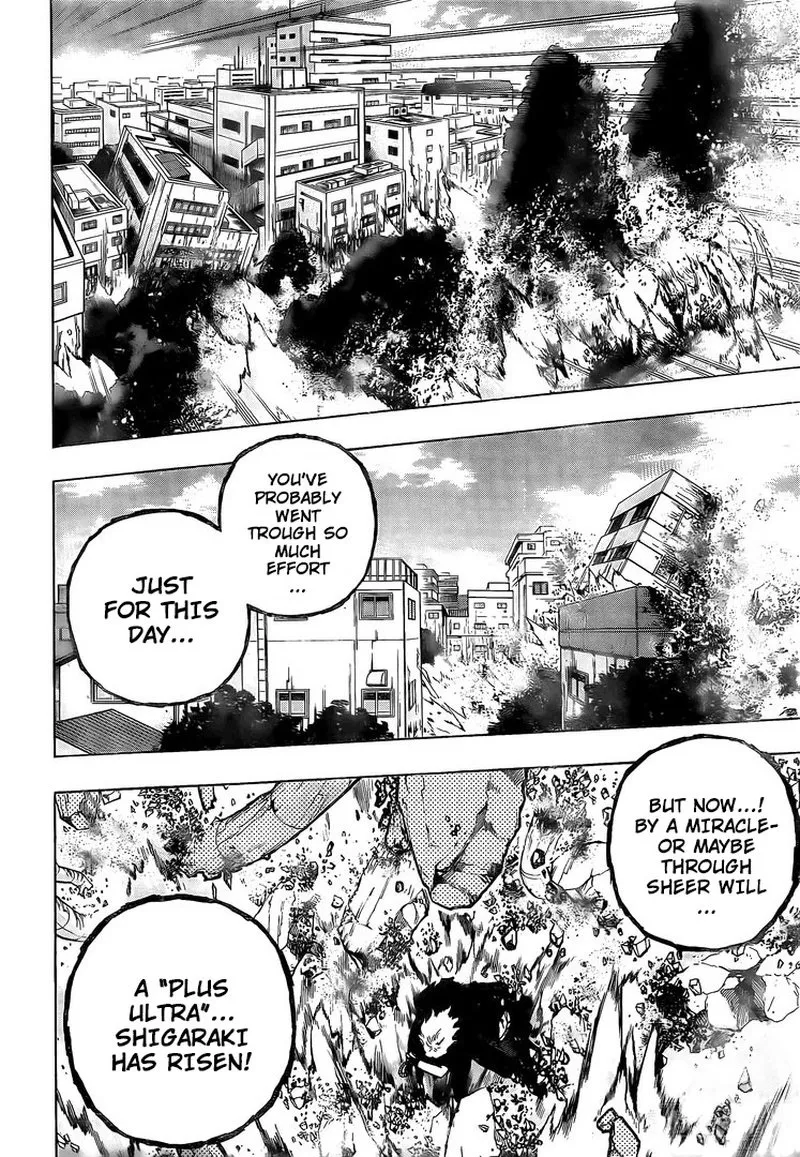 YOU'VE
PROBABLY
WENT
TROUGH SO
MUCH
EFFORT
...
JUST
FOR THIS
DAY...
BUT NOW...!
BY A MIRACLE-
OR MAYBE
THROUGH
SHEER WILL
...
A "PLUS
ULTRA"...
SHIGARAKI
HAS RISEN!